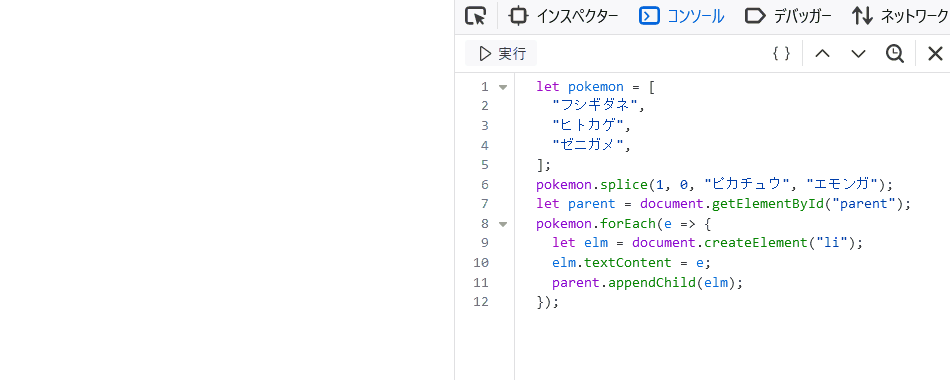 インスペクター コンソール デバッガー ネットワーク
実行 { }
1 let pokemon = [
2 "フシギダネ",
3 "ヒトカゲ",
4 "ゼニガメ",
5 ];
6 pokemon.splice(1, 0, "ピカチュウ", "エモンガ");
7 let parent = document.getElementById("parent");
8 pokemon.forEach(e => {
9 let elm = document.createElement("li");
10 elm.textContent = e;
11 parent.appendChild(elm);
12 });